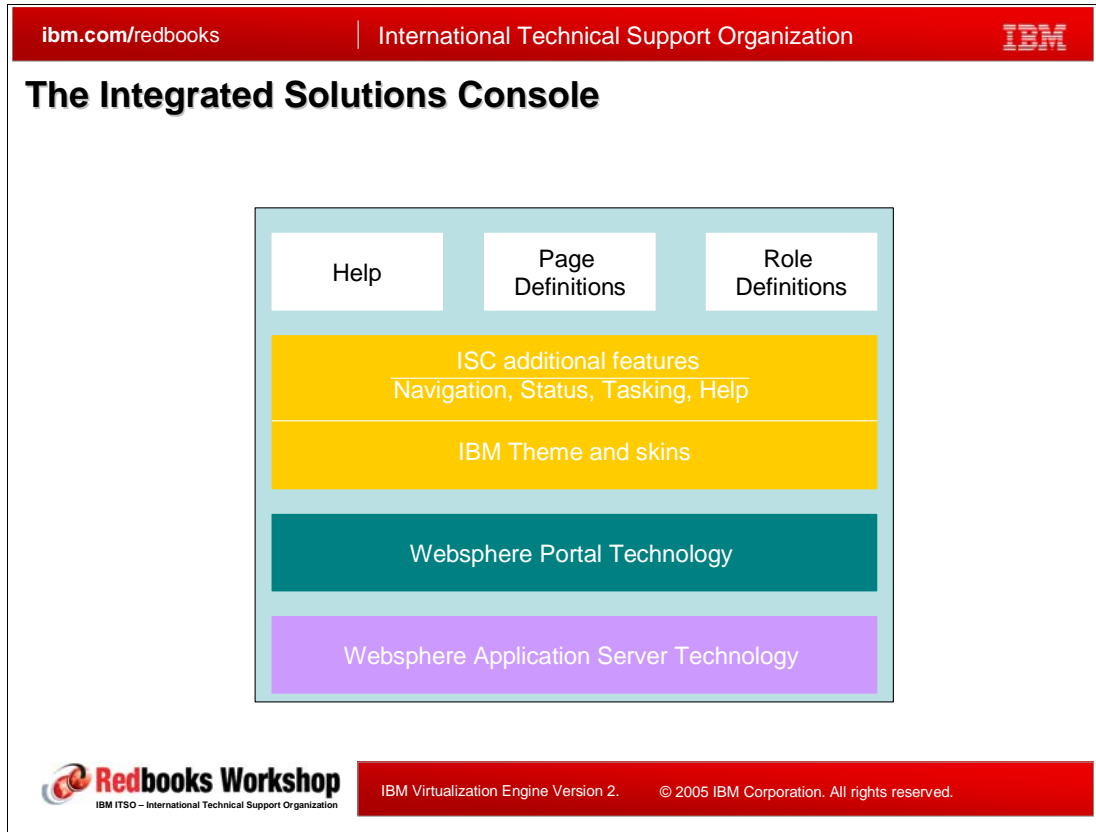 ibm.com/redbooks
International Technical Support Organization
IBM
The Integrated Solutions Console
Help
Page
Definitions
Role
Definitions
ISC additional features
Navigation, Status, Tasking, Help
IBM Theme and skins
Websphere Portal Technology
Websphere Application Server Technology
Redbooks Workshop
IBM ITSO – International Technical Support Organization
IBM Virtualization Engine Version 2.
© 2005 IBM Corporation. All rights reserved.